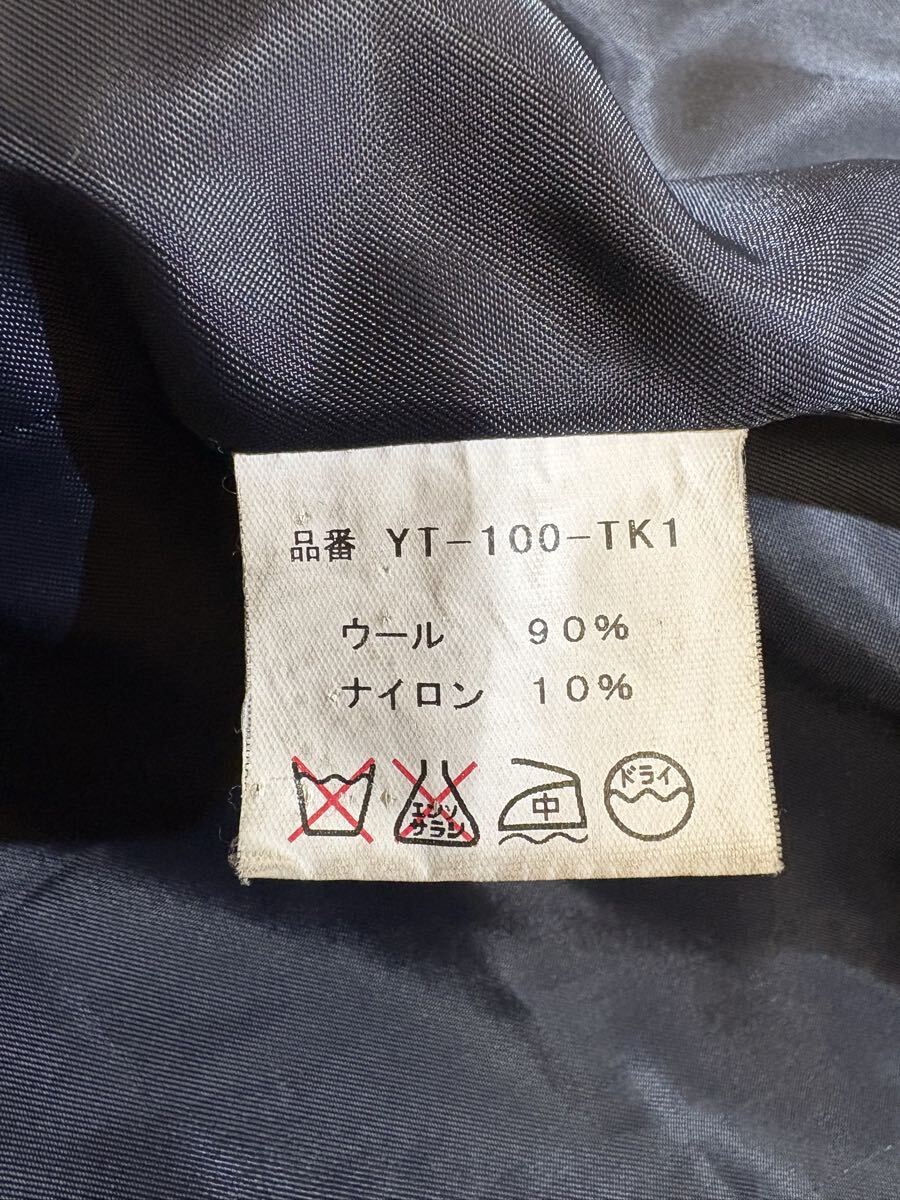 品番 YT-100-TK1
ウール 90%
ナイロン 10%
エンソ
サラシ
中
ドライ